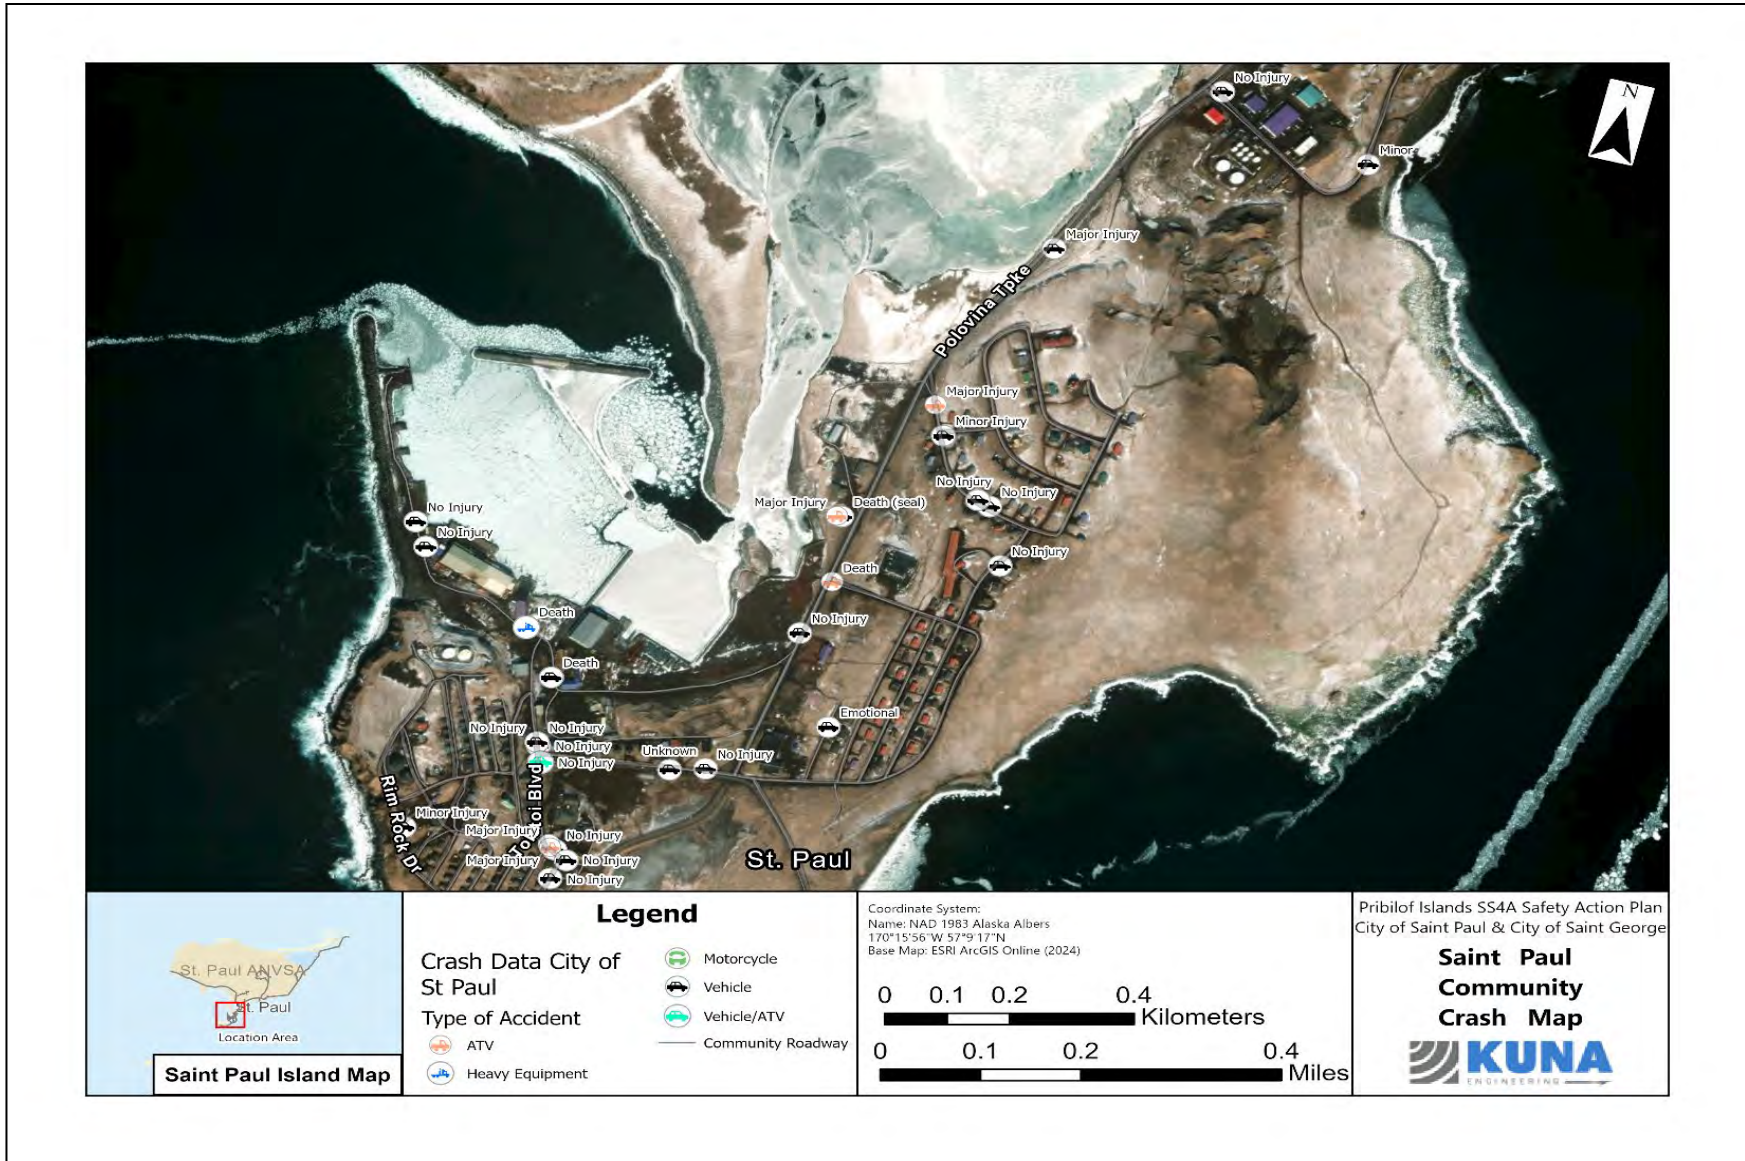 No Injury
N
Minor
Major Injury
Polovina Tpke
Major Injury
Minor Injury
No Injury
No Injury
Major Injury
Death (seal)
No Injury
No Injury
No Injury
Death
Death
No Injury
Death
Emotional
No Injury
No Injury
No Injury
Unknown
No Injury
No Injury
Blvd
Rim Rock Dr
Minor Injury
Major Injury
No Injury
Major Injury
No Injury
No Injury
St. Paul
St. Paul ANVSA
St. Paul
Location Area
Saint Paul Island Map
Legend
Crash Data City of
St Paul
Type of Accident
ATV
Heavy Equipment
Motorcycle
Vehicle
Vehicle/ATV
Community Roadway
Coordinate System:
Name: NAD 1983 Alaska Albers
170°15'56"W 57°9'17"N
Base Map: ESRI ArcGIS Online (2024)
0 0.1 0.2 0.4
Kilometers
0 0.1 0.2 0.4
Miles
Pribilof Islands SS4A Safety Action Plan
City of Saint Paul & City of Saint George
Saint Paul
Community
Crash Map
KUNA
ENGINEERING